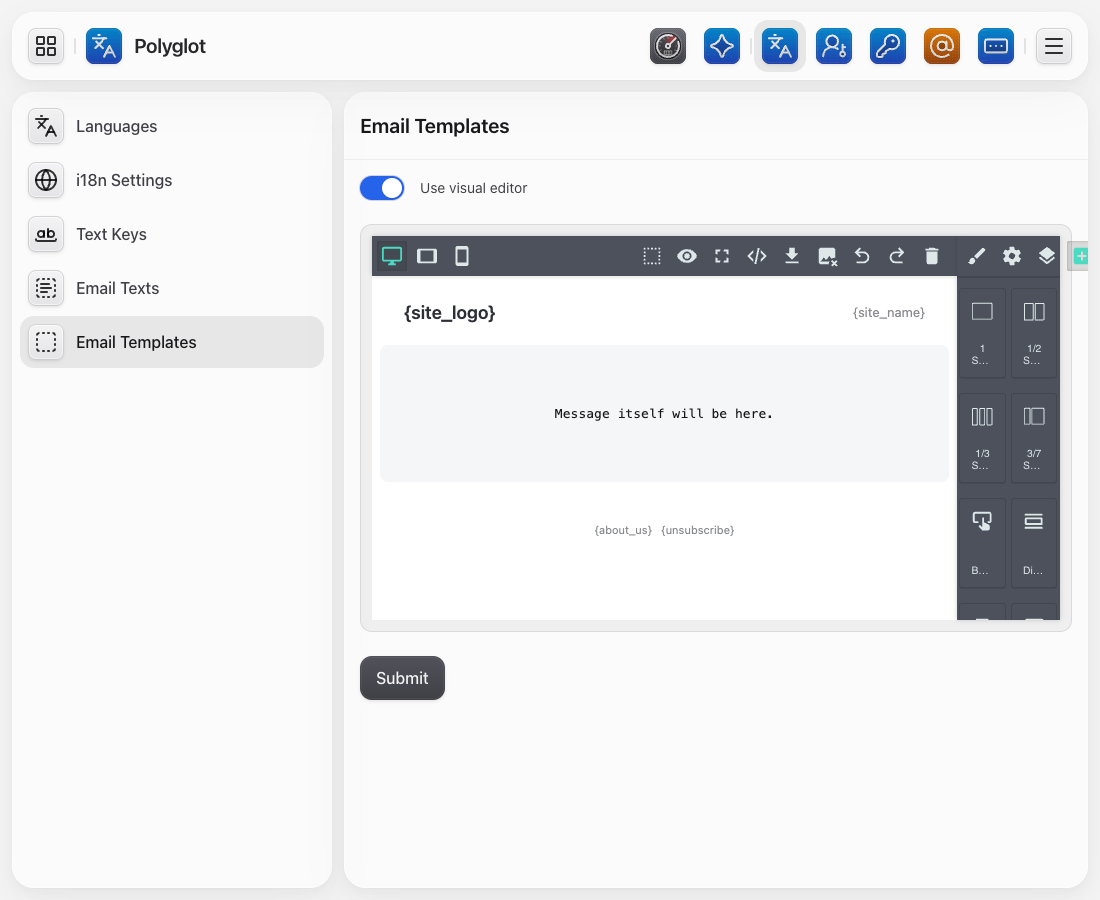 Polyglot
Languages
i18n Settings
Text Keys
Email Texts
Email Templates
Email Templates
Use visual editor
{site_logo}
{site_name}
Message itself will be here.
{about_us} {unsubscribe}
1
S...
1/2
S...
1/3
S...
3/7
S...
B...
Di...
Submit